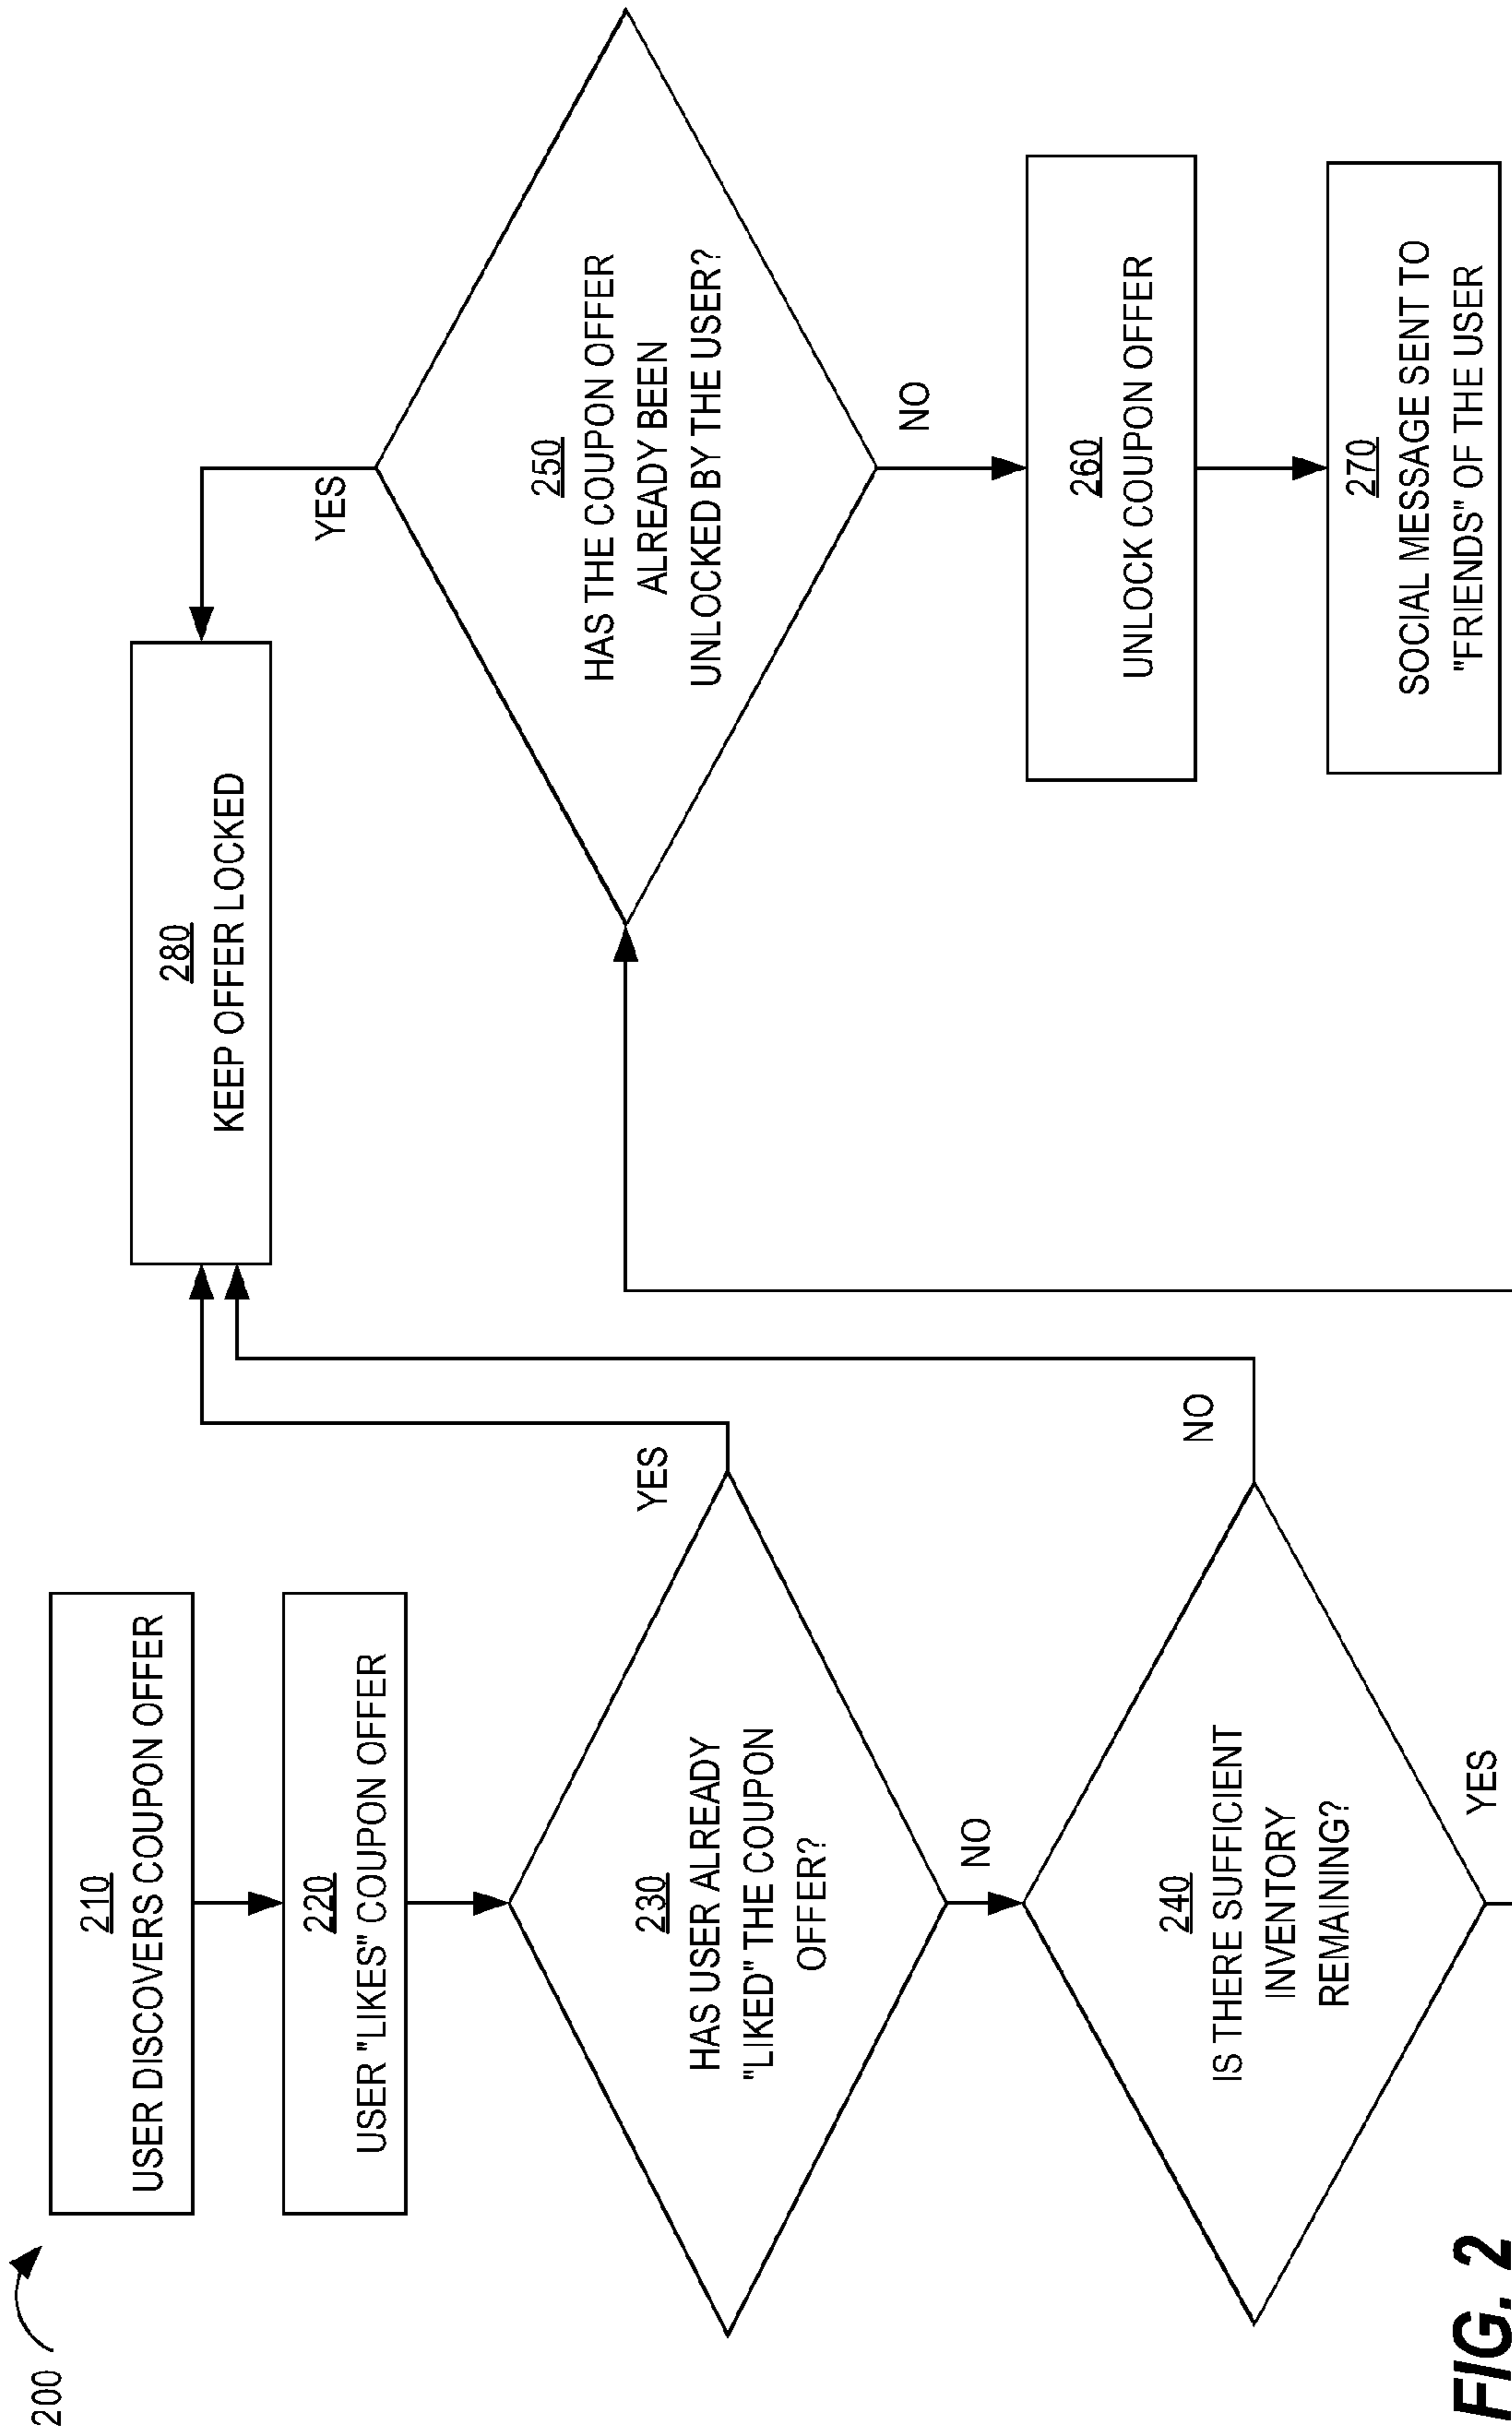 200
210
USER DISCOVERS COUPON OFFER
220
USER "LIKES" COUPON OFFER
230
HAS USER ALREADY
"LIKED" THE COUPON
OFFER?
YES
NO
240
IS THERE SUFFICIENT
INVENTORY
REMAINING?
NO
YES
280
KEEP OFFER LOCKED
YES
250
HAS THE COUPON OFFER
ALREADY BEEN
UNLOCKED BY THE USER?
NO
260
UNLOCK COUPON OFFER
270
SOCIAL MESSAGE SENT TO
"FRIENDS" OF THE USER
FIG. 2